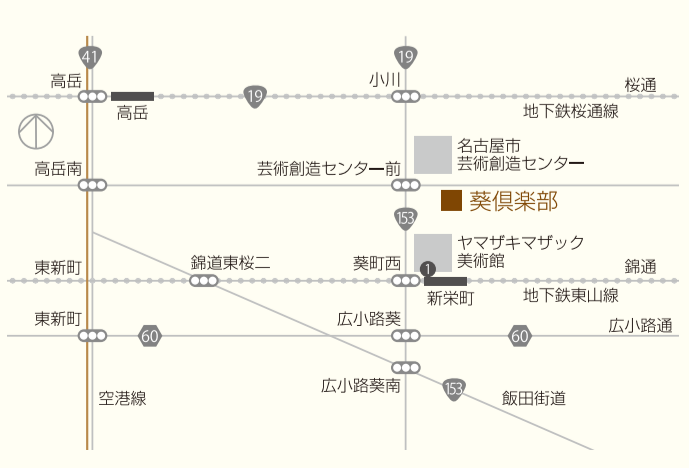 41
19
高岳
小川
桜通
19
高岳
地下鉄桜通線
名古屋市
芸術創造センター
高岳南
芸術創造センター前
葵倶楽部
153
ヤマザキマザック
美術館
東新町
錦道東桜二
葵町西
1
錦通
新栄町
地下鉄東山線
東新町
60
広小路葵
60
広小路通
広小路葵南
153
空港線
飯田街道